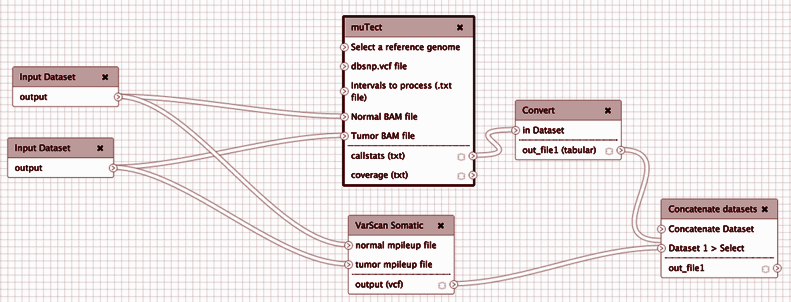 Input Dataset ✖
output
Input Dataset ✖
output
muTect ✖
Select a reference genome
dbsnp.vcf file
Intervals to process (.txt
file)
Normal BAM file
Tumor BAM file
callstats (txt)
coverage (txt)
VarScan Somatic ✖
normal mpileup file
tumor mpileup file
output (vcf)
Convert ✖
in Dataset
out_file1 (tabular)
Concatenate datasets ✖
Concatenate Dataset
Dataset 1 > Select
out_file1